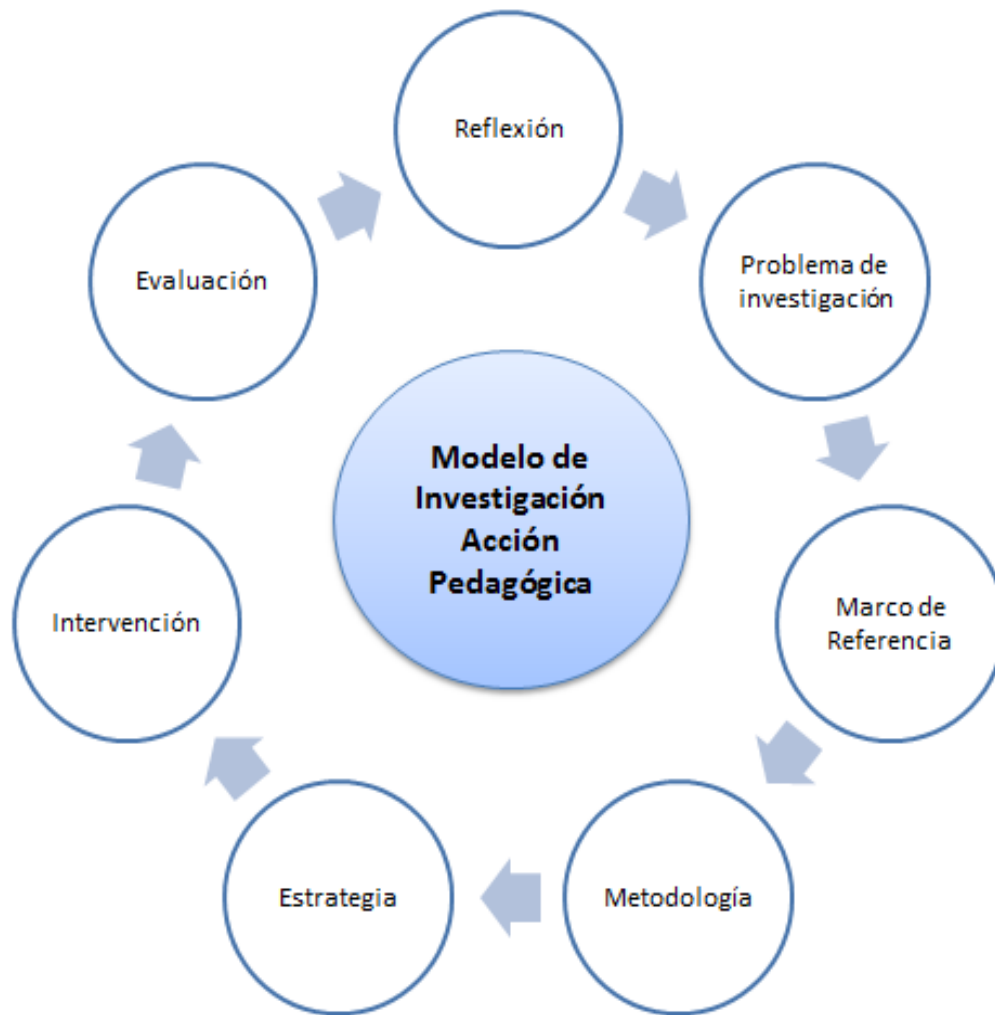 Reflexión
Problema de
investigación
Marco de
Referencia
Metodología
Estrategia
Intervención
Evaluación
Modelo de
Investigación
Acción
Pedagógica